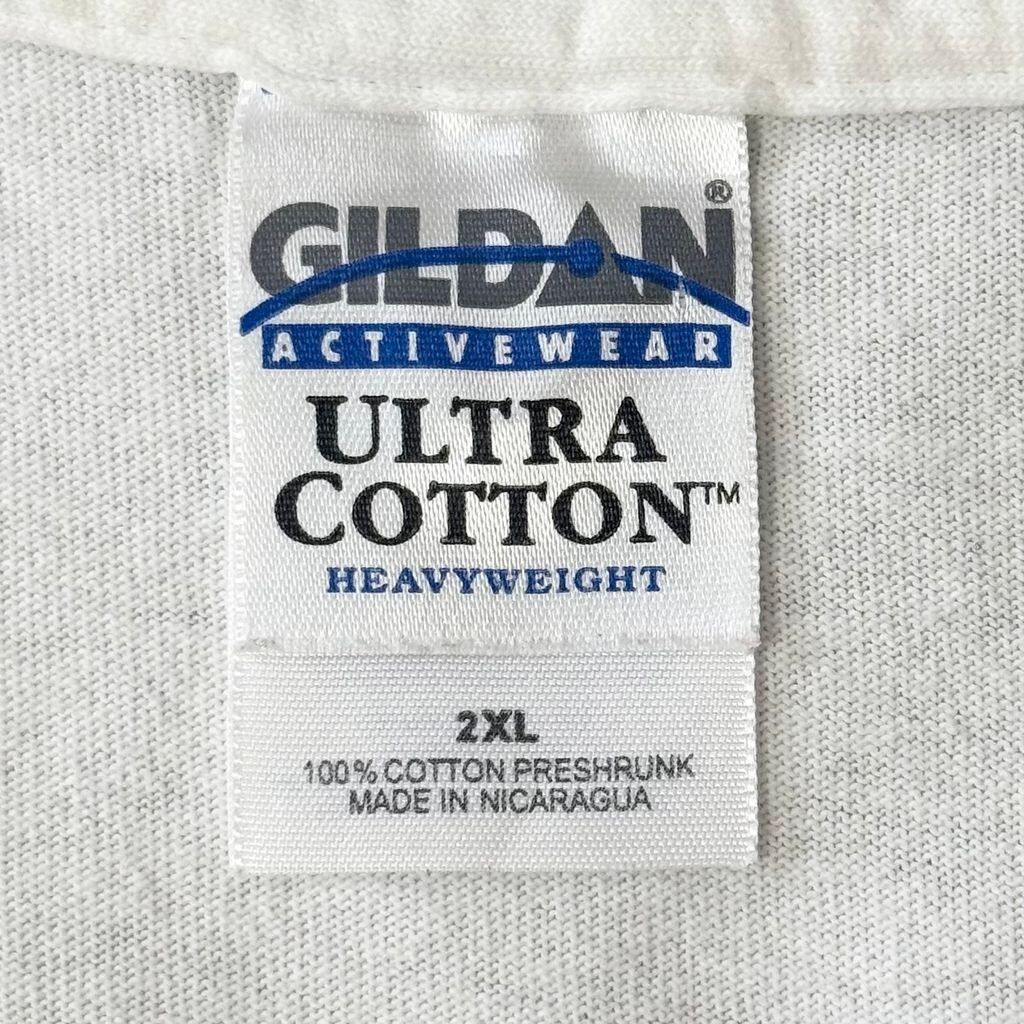 GILDAN®
ACTIVEWEAR
ULTRA
COTTON™
HEAVYWEIGHT
2XL
100% COTTON PRESHRUNK
MADE IN NICARAGUA